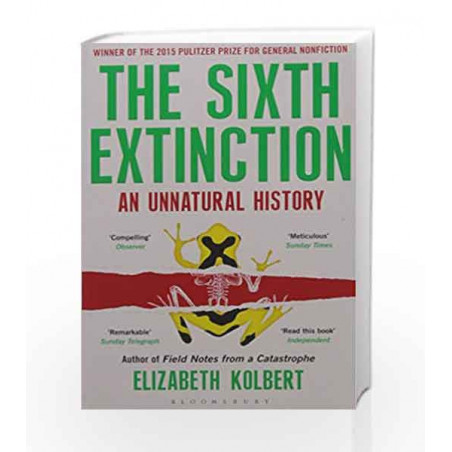 WINNER OF THE 2015 PULITZER PRIZE FOR GENERAL NONFICTION
THE SIXTH
EXTINCTION
AN UNNATURAL HISTORY
‘Compelling’
Observer
‘Meticulous’
Sunday Times
‘Remarkable’
Sunday Telegraph
‘Read this book’
Independent
Author of Field Notes from a Catastrophe
ELIZABETH KOLBERT
BLOOMSBURY